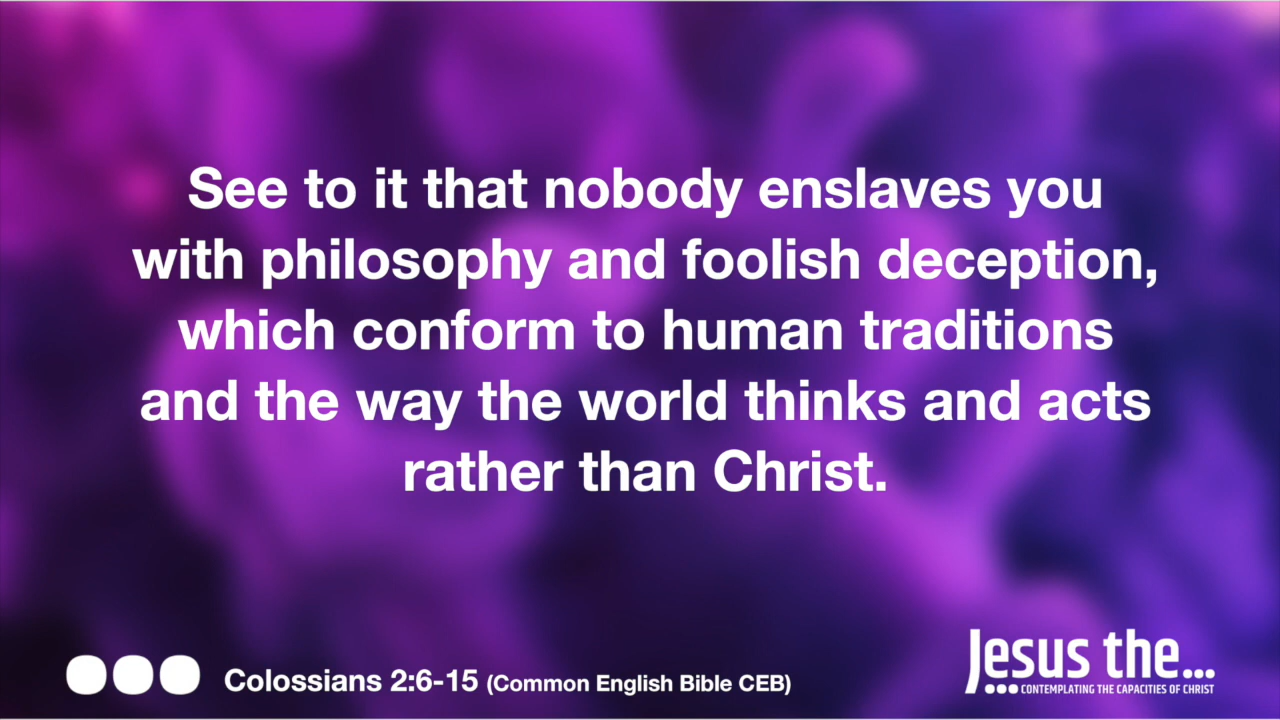 See to it that nobody enslaves you
with philosophy and foolish deception,
which conform to human traditions
and the way the world thinks and acts
rather than Christ.
Colossians 2:6-15 (Common English Bible CEB)
Jesus the...
CONTEMPLATING THE CAPACITIES OF CHRIST